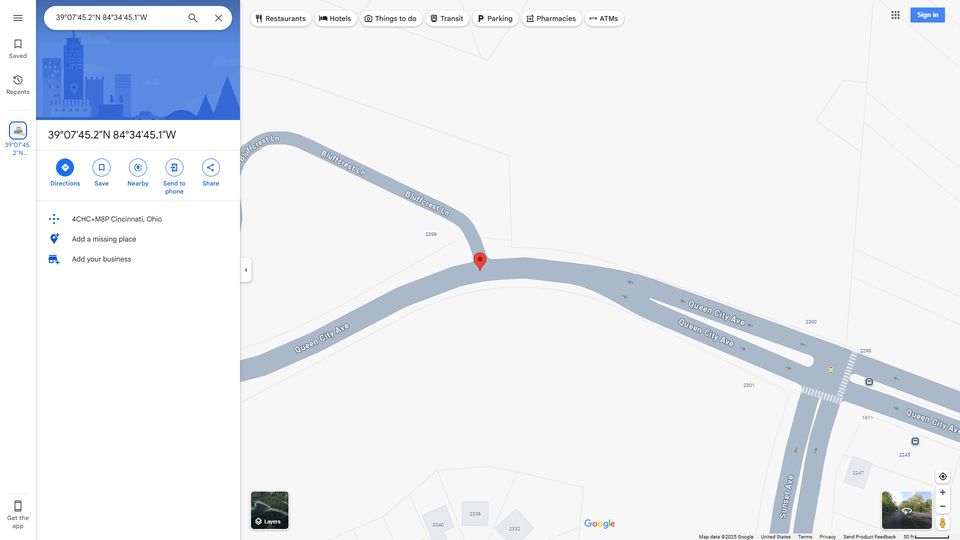 39°07'45.2"N 84°34'45.1"W
Restaurants
Hotels
Things to do
Transit
Parking
Pharmacies
ATMs
Sign in
Saved
Recents
39°07'45.
2"N...
39°07'45.2"N 84°34'45.1"W
Directions
Save
Nearby
Send to
phone
Share
4CHC+M8P Cincinnati, Ohio
Add a missing place
Add your business
Get the
app
Bluffcrest Ln
Bluffcrest Ln
Bluffcrest Ln
2399
Queen City Ave
Queen City Ave
Queen City Ave
2300
2298
2301
1611
Queen City Ave
2245
2247
Sunset Ave
2336
2340
2332
Layers
Google
Map data ©2025 Google
United States
Terms
Privacy
Send Product Feedback
50 ft